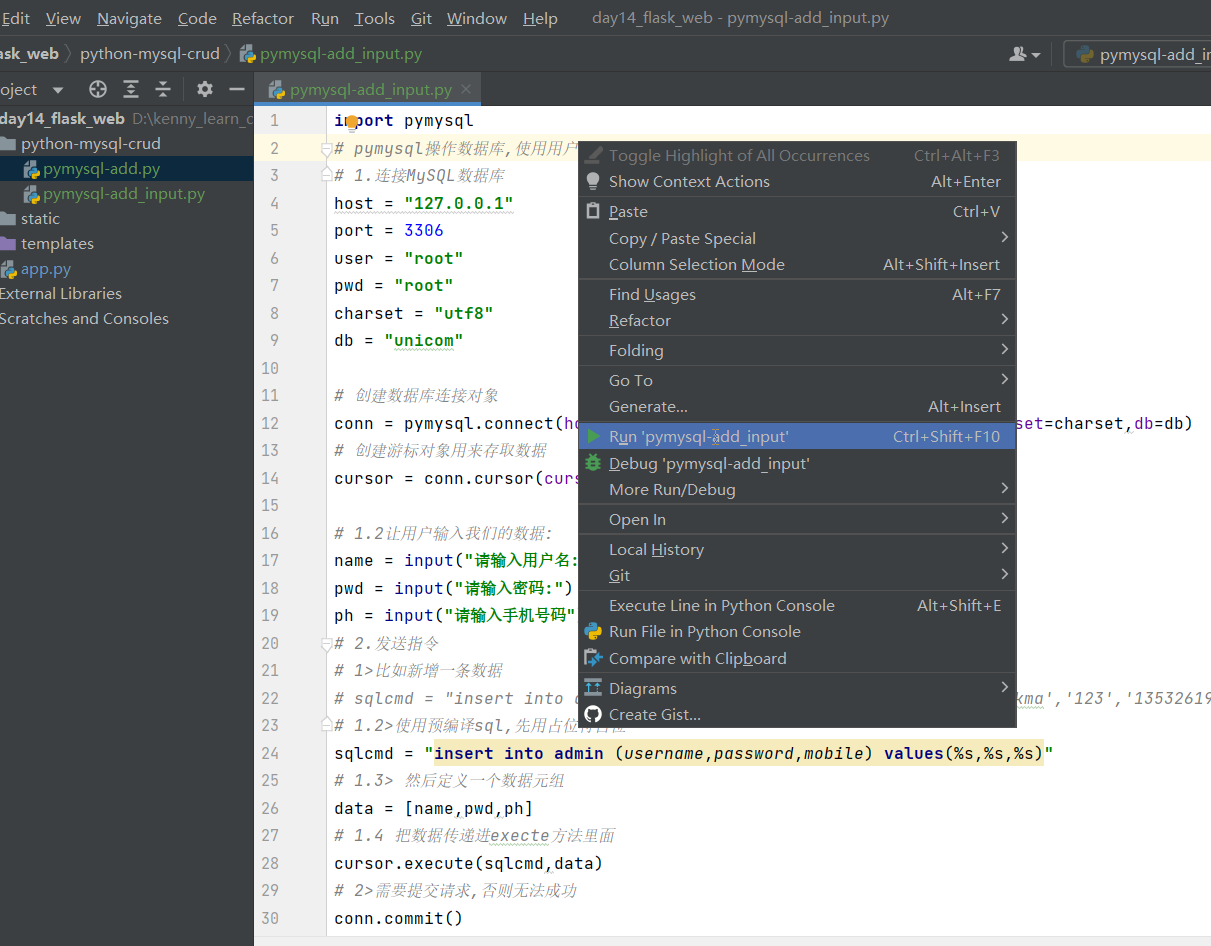 Edit View Navigate Code Refactor Run Tools Git Window Help day14_flask_web - pymysql-add_input.py
ask_web python-mysql-crud pymysql-add_input.py pymysql-add_in
oject pymysql-add_input.py
day14_flask_web D:\kenny_learn_c
python-mysql-crud
pymysql-add.py
pymysql-add_input.py
static
templates
app.py
External Libraries
Scratches and Consoles
1 import pymysql
2 # pymysql操作数据库,使用用户
3 # 1.连接MySQL数据库
4 host = "127.0.0.1"
5 port = 3306
6 user = "root"
7 pwd = "root"
8 charset = "utf8"
9 db = "unicom"
10
11 # 创建数据库连接对象
12 conn = pymysql.connect(ho set=charset,db=db)
13 # 创建游标对象用来存取数据
14 cursor = conn.cursor(curs
15
16 # 1.2让用户输入我们的数据:
17 name = input("请输入用户名:
18 pwd = input("请输入密码:")
19 ph = input("请输入手机号码"
20 # 2.发送指令
21 # 1>比如新增一条数据
22 # sqlcmd = "insert into kma','123','13532619
23 # 1.2>使用预编译sql,先用占位符占位
24 sqlcmd = "insert into admin (username,password,mobile) values(%s,%s,%s)"
25 # 1.3> 然后定义一个数据元组
26 data = [name,pwd,ph]
27 # 1.4 把数据传递进execte方法里面
28 cursor.execute(sqlcmd,data)
29 # 2>需要提交请求,否则无法成功
30 conn.commit()
Toggle Highlight of All Occurrences Ctrl+Alt+F3
Show Context Actions Alt+Enter
Paste Ctrl+V
Copy / Paste Special
Column Selection Mode Alt+Shift+Insert
Find Usages Alt+F7
Refactor
Folding
Go To
Generate... Alt+Insert
Run 'pymysql-add_input' Ctrl+Shift+F10
Debug 'pymysql-add_input'
More Run/Debug
Open In
Local History
Git
Execute Line in Python Console Alt+Shift+E
Run File in Python Console
Compare with Clipboard
Diagrams
Create Gist...